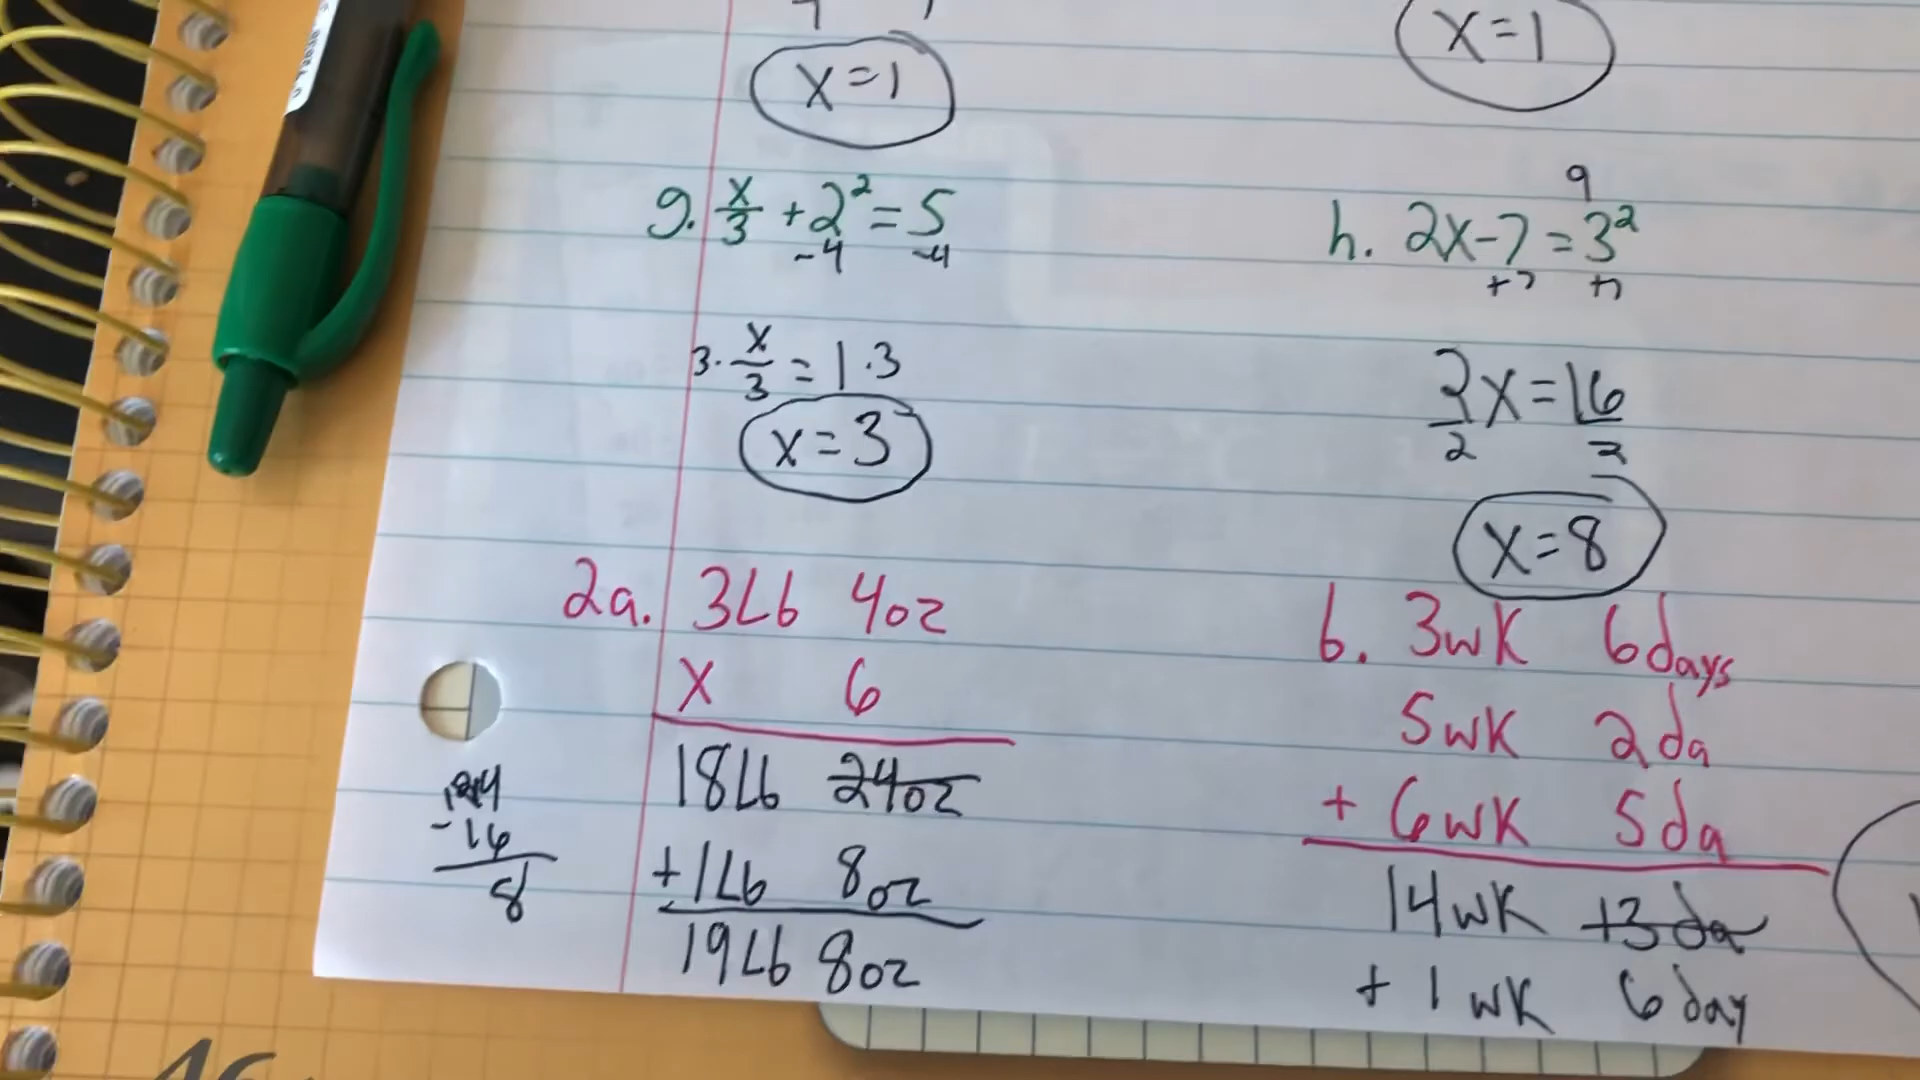 x=1
x=1
g. x/3 +2²=5
-4 -4
3. x/3 = 1.3
x=3
9
h. 2x-7=3²
+7 +7
2x=16
2 2
x=8
2a. 3Lb 4oz
x 6
18Lb 24oz
+1Lb 8oz
19Lb 8oz
-16
8
b. 3wk 6days
5wk 2da
+ 6wk 5da
14wk 13da
+ 1wk 6day